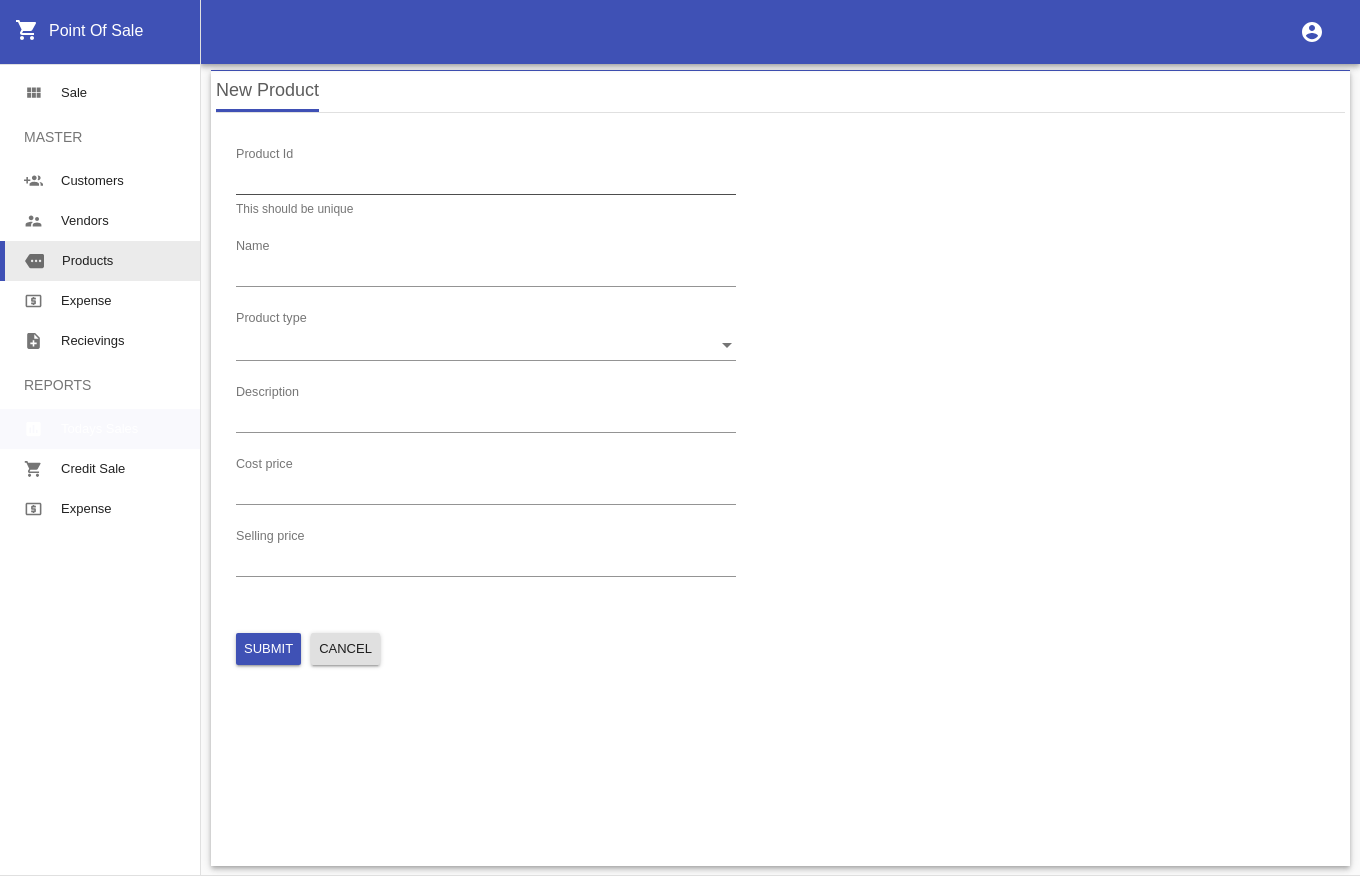 Point Of Sale
Sale
MASTER
Customers
Vendors
Products
Expense
Recievings
REPORTS
Todays Sales
Credit Sale
Expense
New Product
Product Id
This should be unique
Name
Product type
Description
Cost price
Selling price
SUBMIT
CANCEL